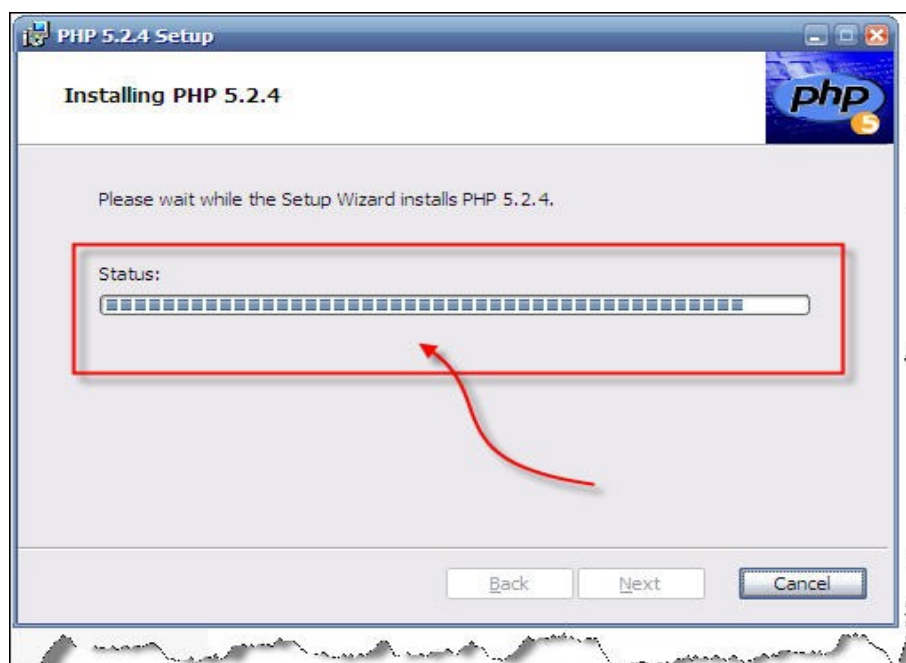 PHP 5.2.4 Setup
Installing PHP 5.2.4
php
5
Please wait while the Setup Wizard installs PHP 5.2.4.
Status:
Back Next Cancel